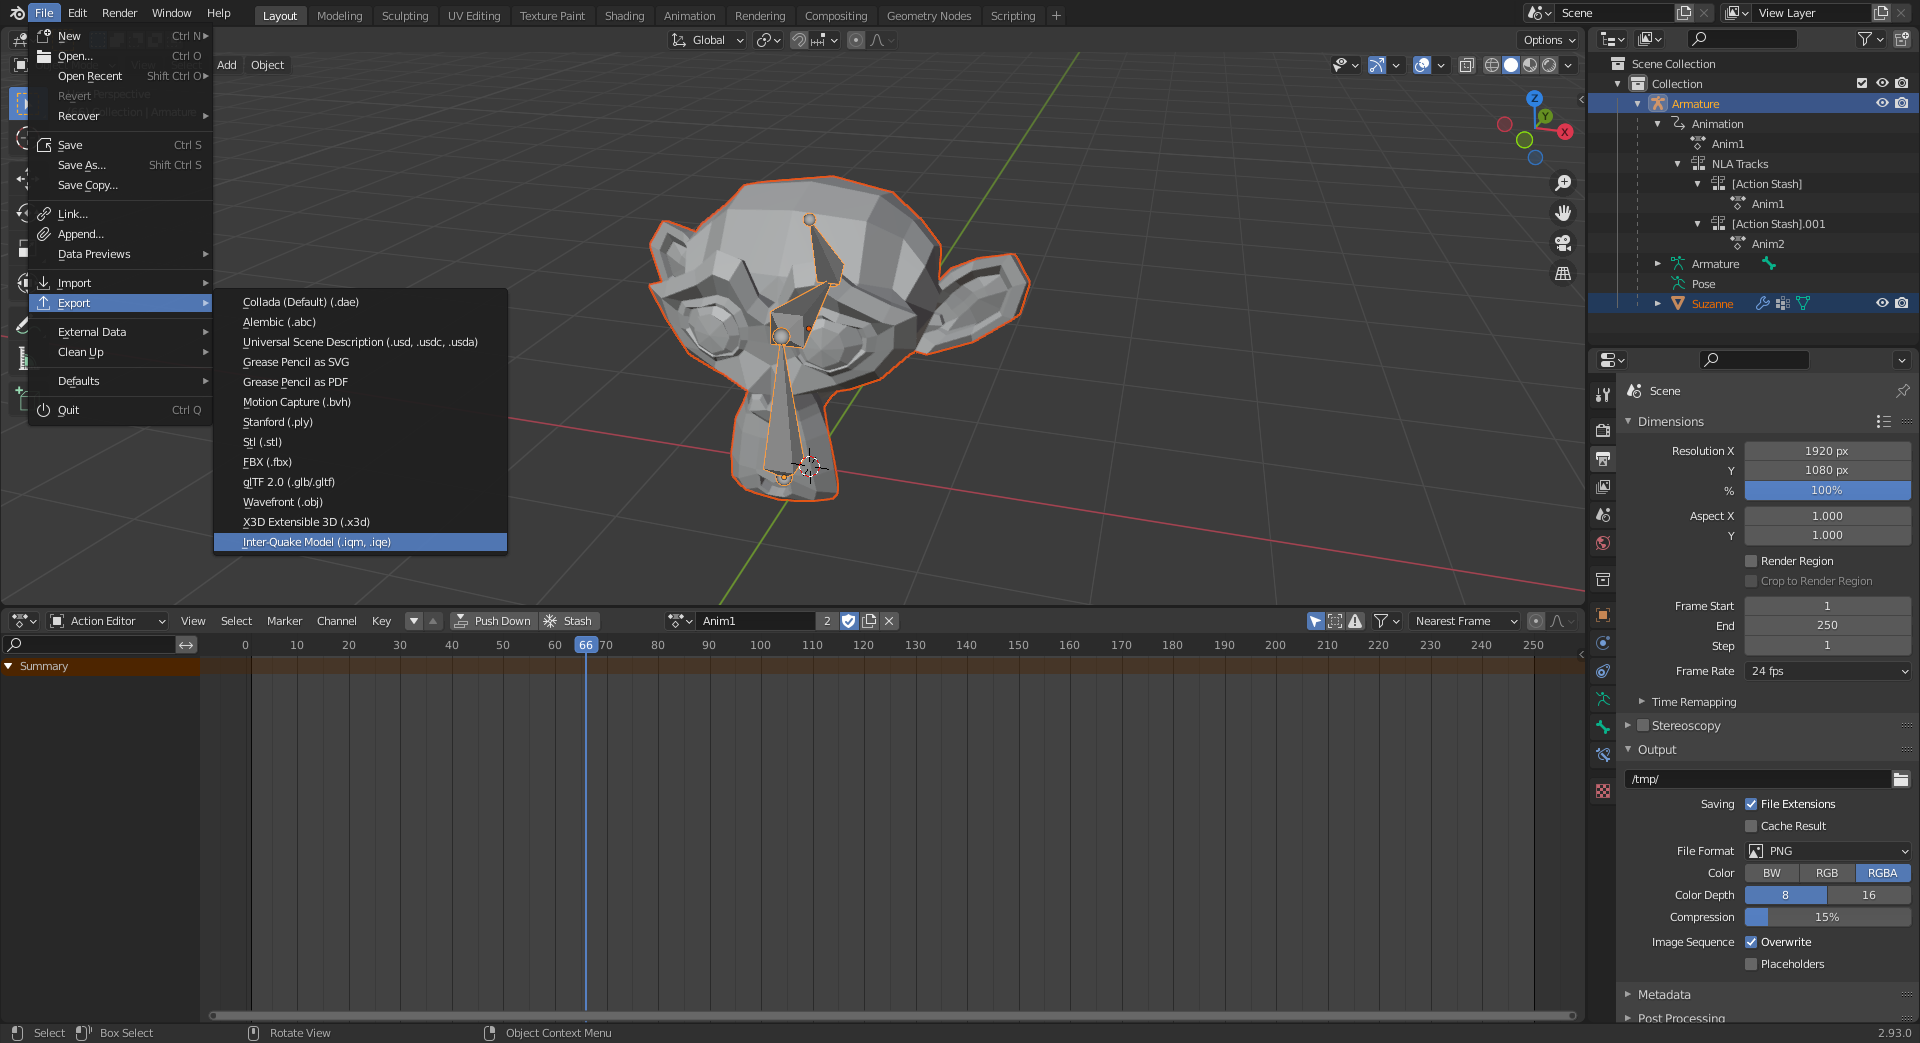 File Edit Render Window Help
Layout Modeling Sculpting UV Editing Texture Paint Shading Animation Rendering Compositing Geometry Nodes Scripting +
Scene
View Layer
New Ctrl N
Open... Ctrl O
Open Recent Shift Ctrl O
Revert
Recover
Save Ctrl S
Save As... Shift Ctrl S
Save Copy...
Link...
Append...
Data Previews
Import
Export
External Data
Clean Up
Defaults
Quit Ctrl Q
Collada (Default) (.dae)
Alembic (.abc)
Universal Scene Description (.usd, .usdc, .usda)
Grease Pencil as SVG
Grease Pencil as PDF
Motion Capture (.bvh)
Stanford (.ply)
Stl (.stl)
FBX (.fbx)
glTF 2.0 (.glb/.gltf)
Wavefront (.obj)
X3D Extensible 3D (.x3d)
Inter-Quake Model (.iqm, .iqe)
Global
Options
View Select Add Object
Perspective
Collection | Armature
Z
Y
X
Scene Collection
Collection
Armature
Animation
Anim1
NLA Tracks
[Action Stash]
Anim1
[Action Stash].001
Anim2
Armature
Pose
Suzanne
Scene
Dimensions
Resolution X 1920 px
Y 1080 px
% 100%
Aspect X 1.000
Y 1.000
Render Region
Crop to Render Region
Frame Start 1
End 250
Step 1
Frame Rate 24 fps
Time Remapping
Stereoscopy
Output
/tmp/
Saving File Extensions
Cache Result
File Format PNG
Color BW RGB RGBA
Color Depth 8 16
Compression 15%
Image Sequence Overwrite
Placeholders
Metadata
Post Processing
Action Editor View Select Marker Channel Key Push Down Stash Anim1 2 Nearest Frame
0 10 20 30 40 50 60 66 70 80 90 100 110 120 130 140 150 160 170 180 190 200 210 220 230 240 250
Summary
Select Box Select Rotate View Object Context Menu 2.93.0